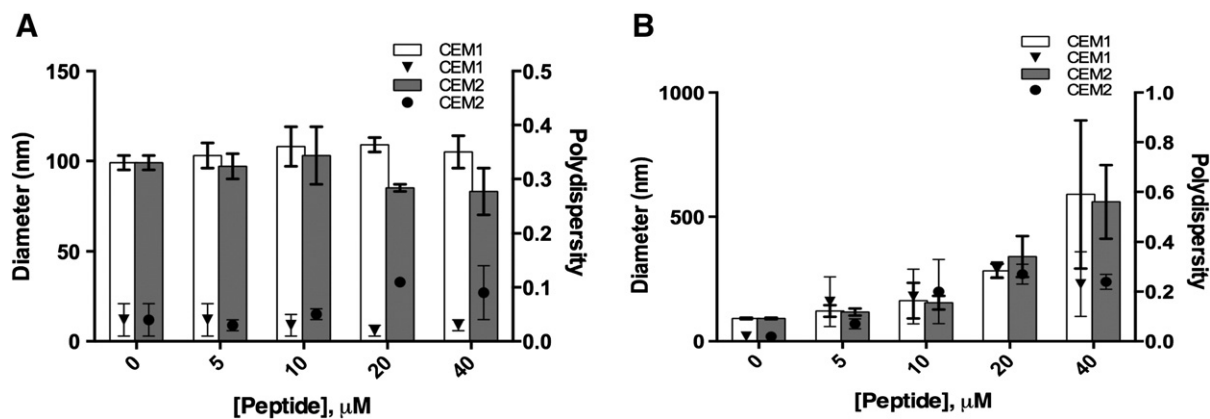 A
CEM1
CEM1
CEM2
CEM2
150
100
50
0
Diameter (nm)
0.5
0.4
0.3
0.2
0.1
0.0
Polydispersity
0
5
10
20
40
[Peptide], μM
B
CEM1
CEM1
CEM2
CEM2
1000
500
0
Diameter (nm)
1.0
0.8
0.6
0.4
0.2
0.0
Polydispersity
0
5
10
20
40
[Peptide], μM